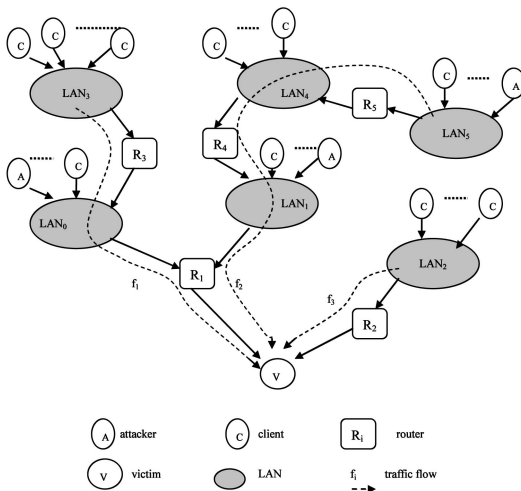 C C C
C C
LAN₃
LAN₄
R₅
C A
LAN₅
R₃
R₄
C A
A C
LAN₀
LAN₁
C C
LAN₂
R₁
f₁
f₂
f₃
R₂
V
A attacker
C client
Rᵢ router
V victim
LAN
fᵢ traffic flow